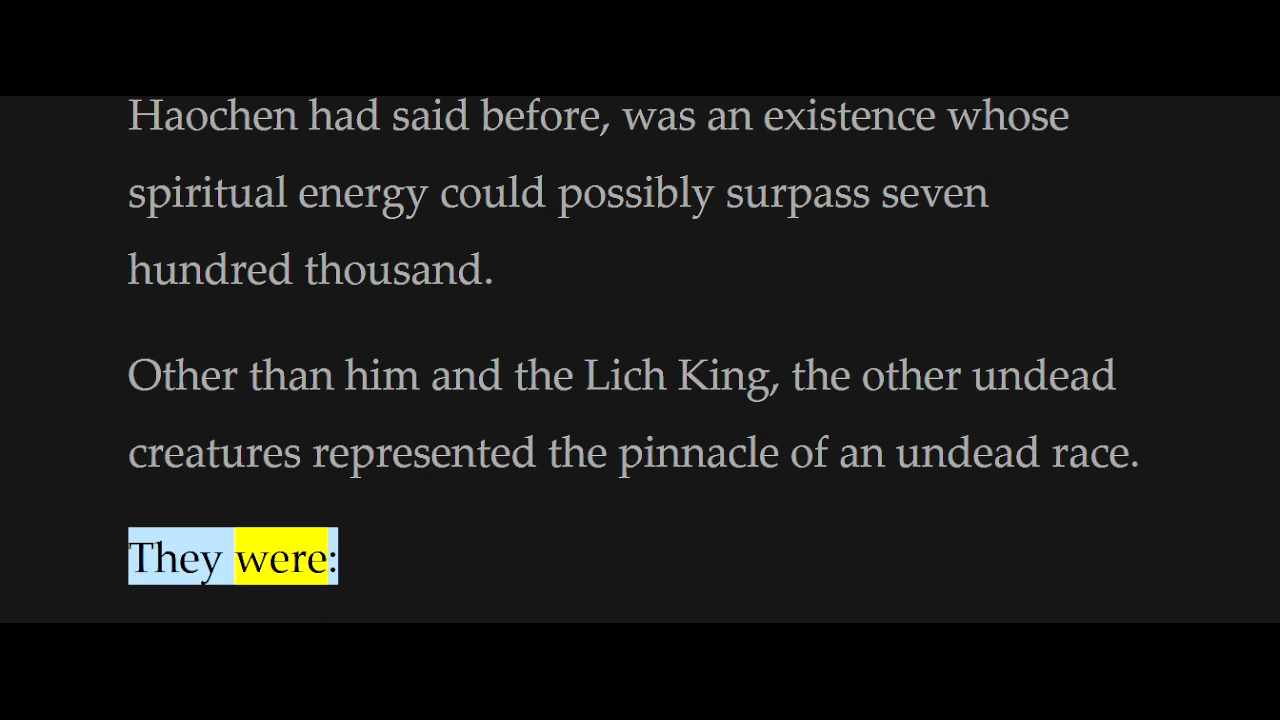 Haochen had said before, was an existence whose
spiritual energy could possibly surpass seven
hundred thousand.
Other than him and the Lich King, the other undead
creatures represented the pinnacle of an undead race.
They were: